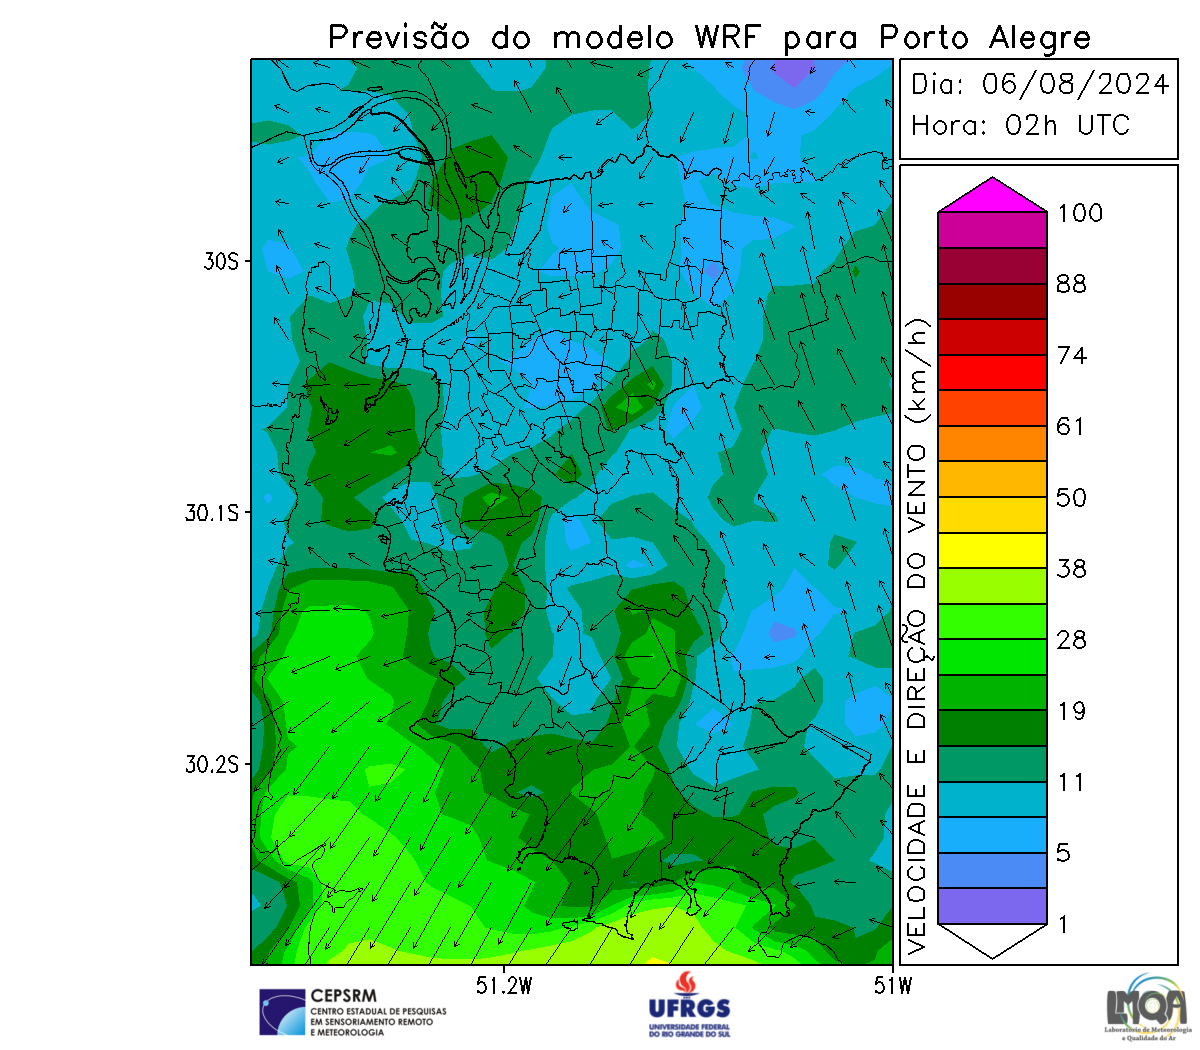 Previsão do modelo WRF para Porto Alegre
Dia: 06/08/2024
Hora: 02h UTC
30S
30.1S
30.2S
51.2W
51W
VELOCIDADE E DIREÇÃO DO VENTO (km/h)
100
88
74
61
50
38
28
19
11
5
1
CEPSRM
CENTRO ESTADUAL DE PESQUISAS
EM SENSORIAMENTO REMOTO
E METEOROLOGIA
UFRGS
UNIVERSIDADE FEDERAL
DO RIO GRANDE DO SUL
LMQA
Laboratório de Meteorologia
e Qualidade do Ar